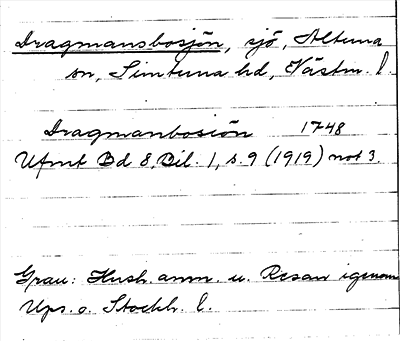 Dragmansbosjön, sjö, Altuna
sn, Simtuna hd, Västm. l.
Dragmanbosiön 1748
Ufmt Bd 8, Bil. 1, s. 9 (1919) not 3.
Grau: Hush. anm. u. Resan igenom
Ups. o. Stockh. l.